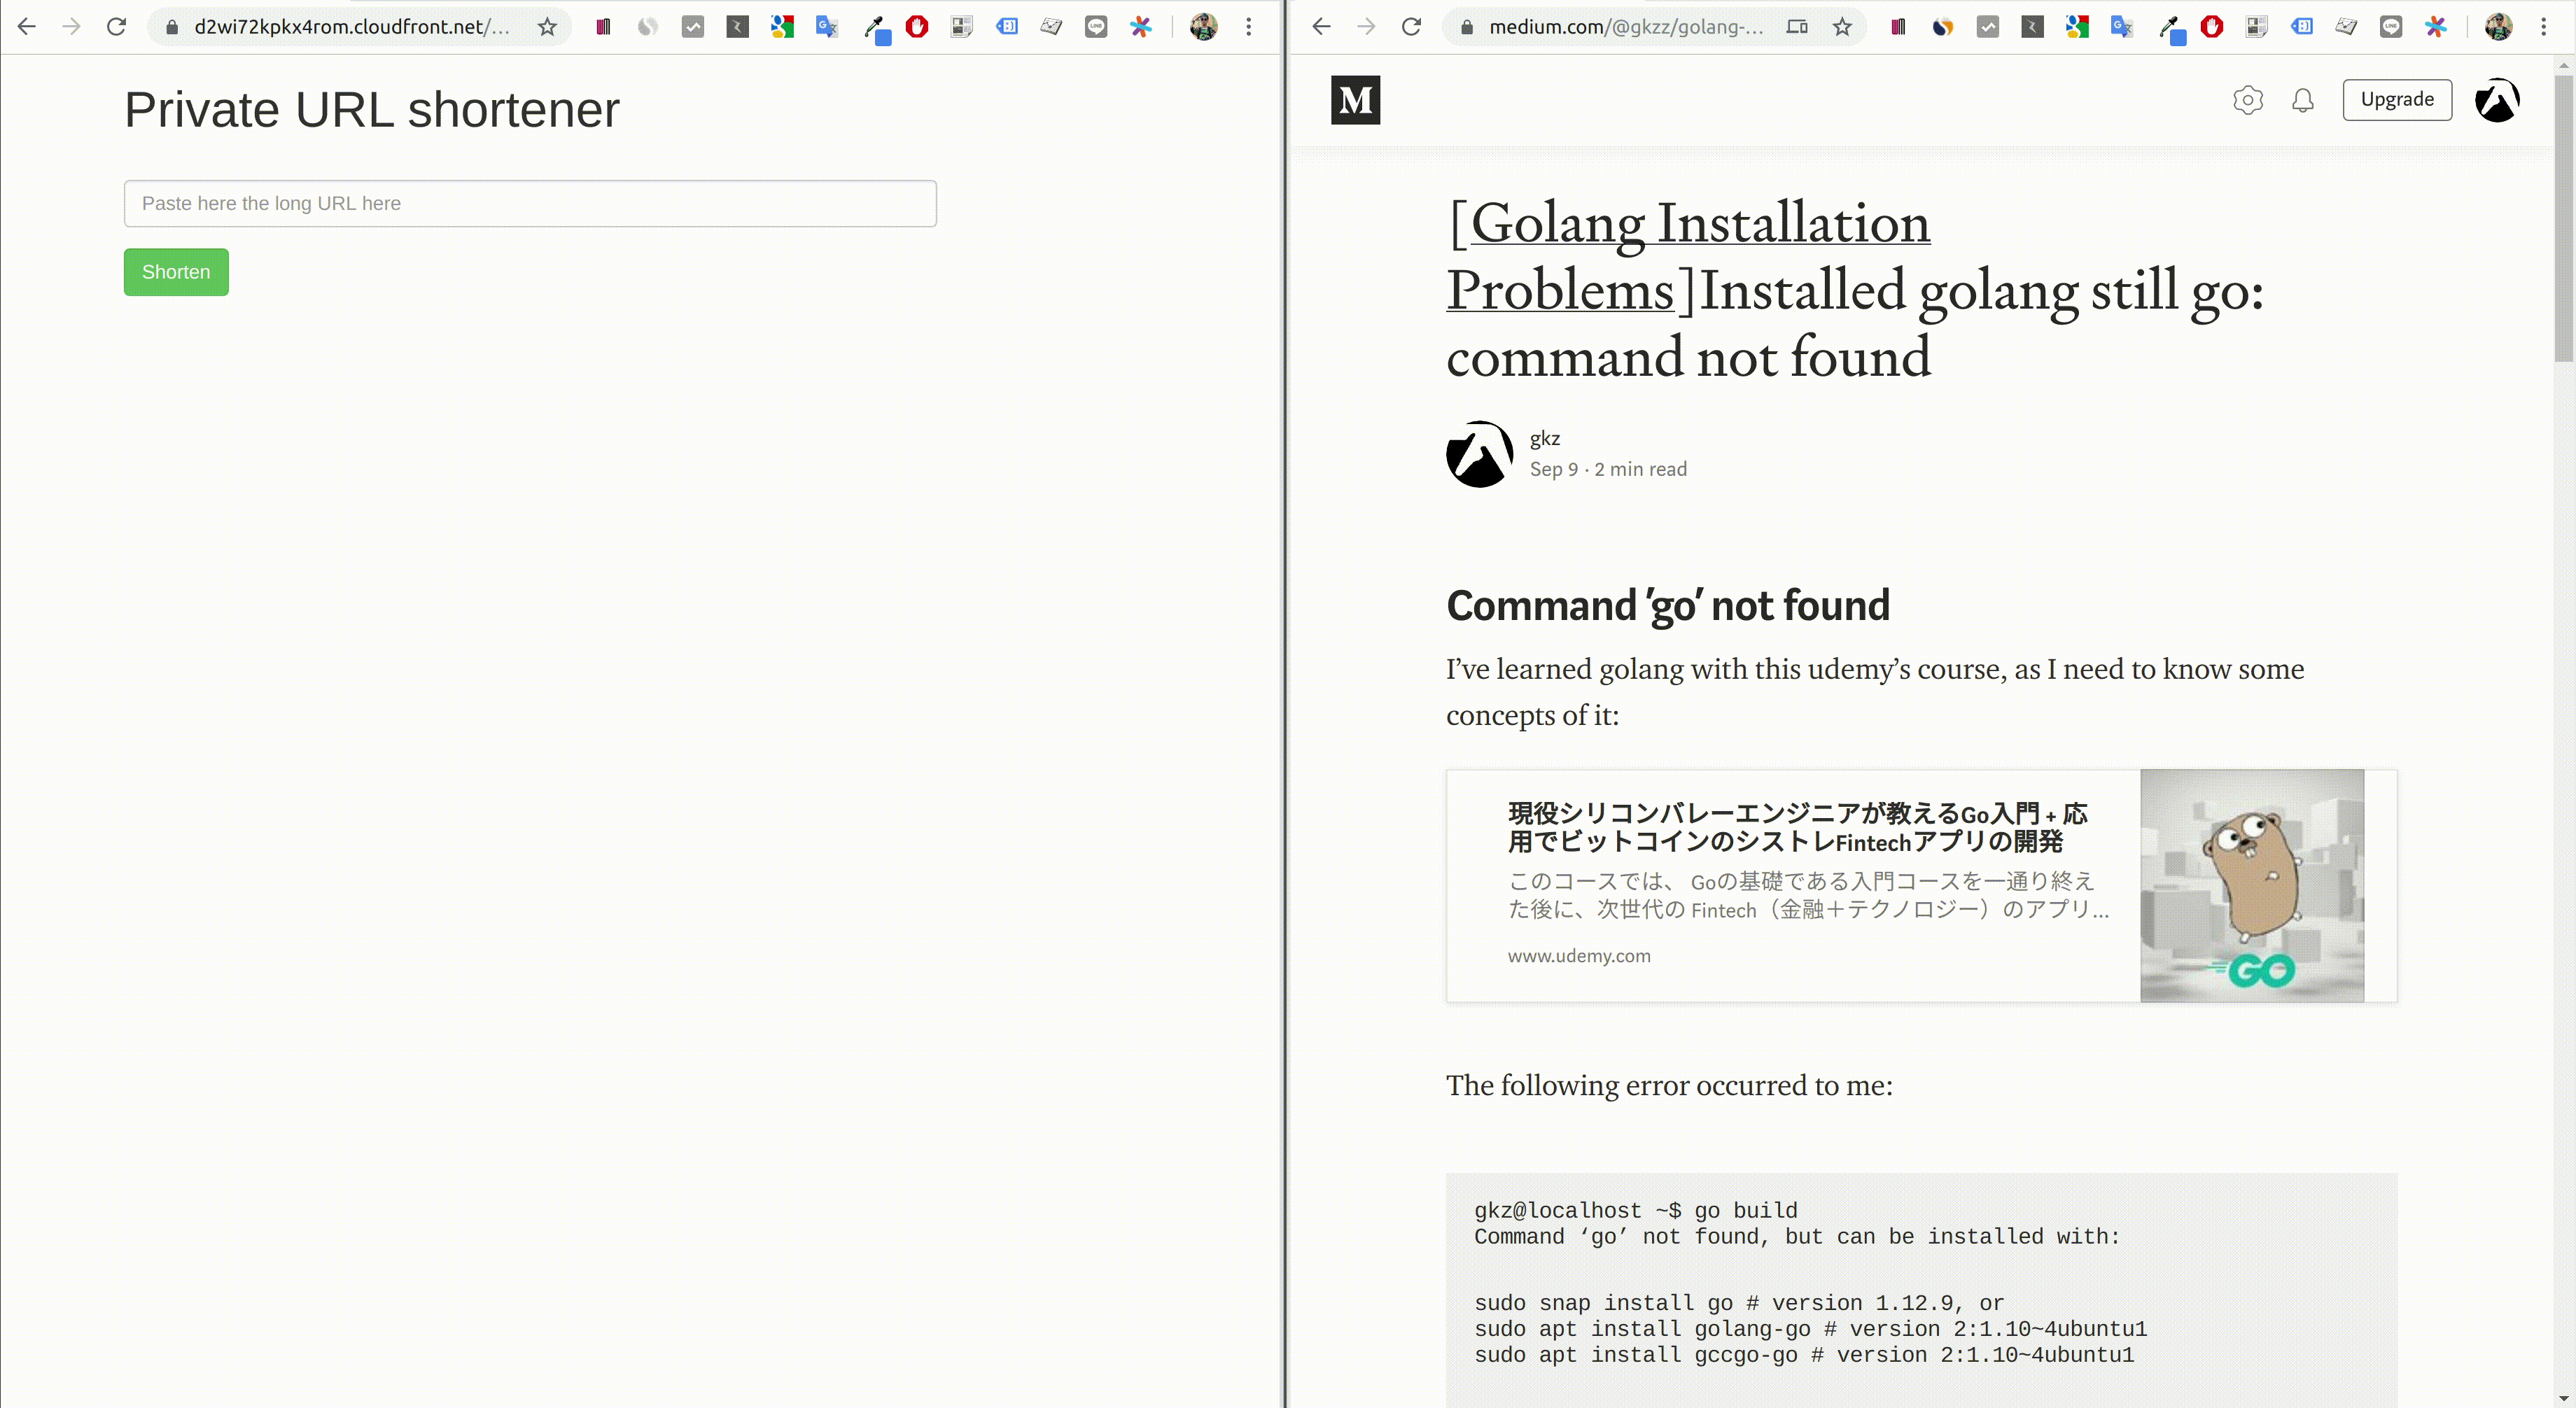 d2wi72kpkx4rom.cloudfront.net/...
Private URL shortener
Paste here the long URL here
Shorten
medium.com/@gkzz/golang-...
M
Upgrade
[Golang Installation
Problems]Installed golang still go:
command not found
gkz
Sep 9 · 2 min read
Command 'go' not found
I've learned golang with this udemy's course, as I need to know some
concepts of it:
現役シリコンバレーエンジニアが教えるGo入門 + 応
用でビットコインのシストレFintechアプリの開発
このコースでは、 Goの基礎である入門コースを一通り終え
た後に、次世代の Fintech（金融＋テクノロジー）のアプリ...
www.udemy.com
GO
The following error occurred to me:
gkz@localhost ~$ go build
Command ‘go’ not found, but can be installed with:
sudo snap install go # version 1.12.9, or
sudo apt install golang-go # version 2:1.10~4ubuntu1
sudo apt install gccgo-go # version 2:1.10~4ubuntu1